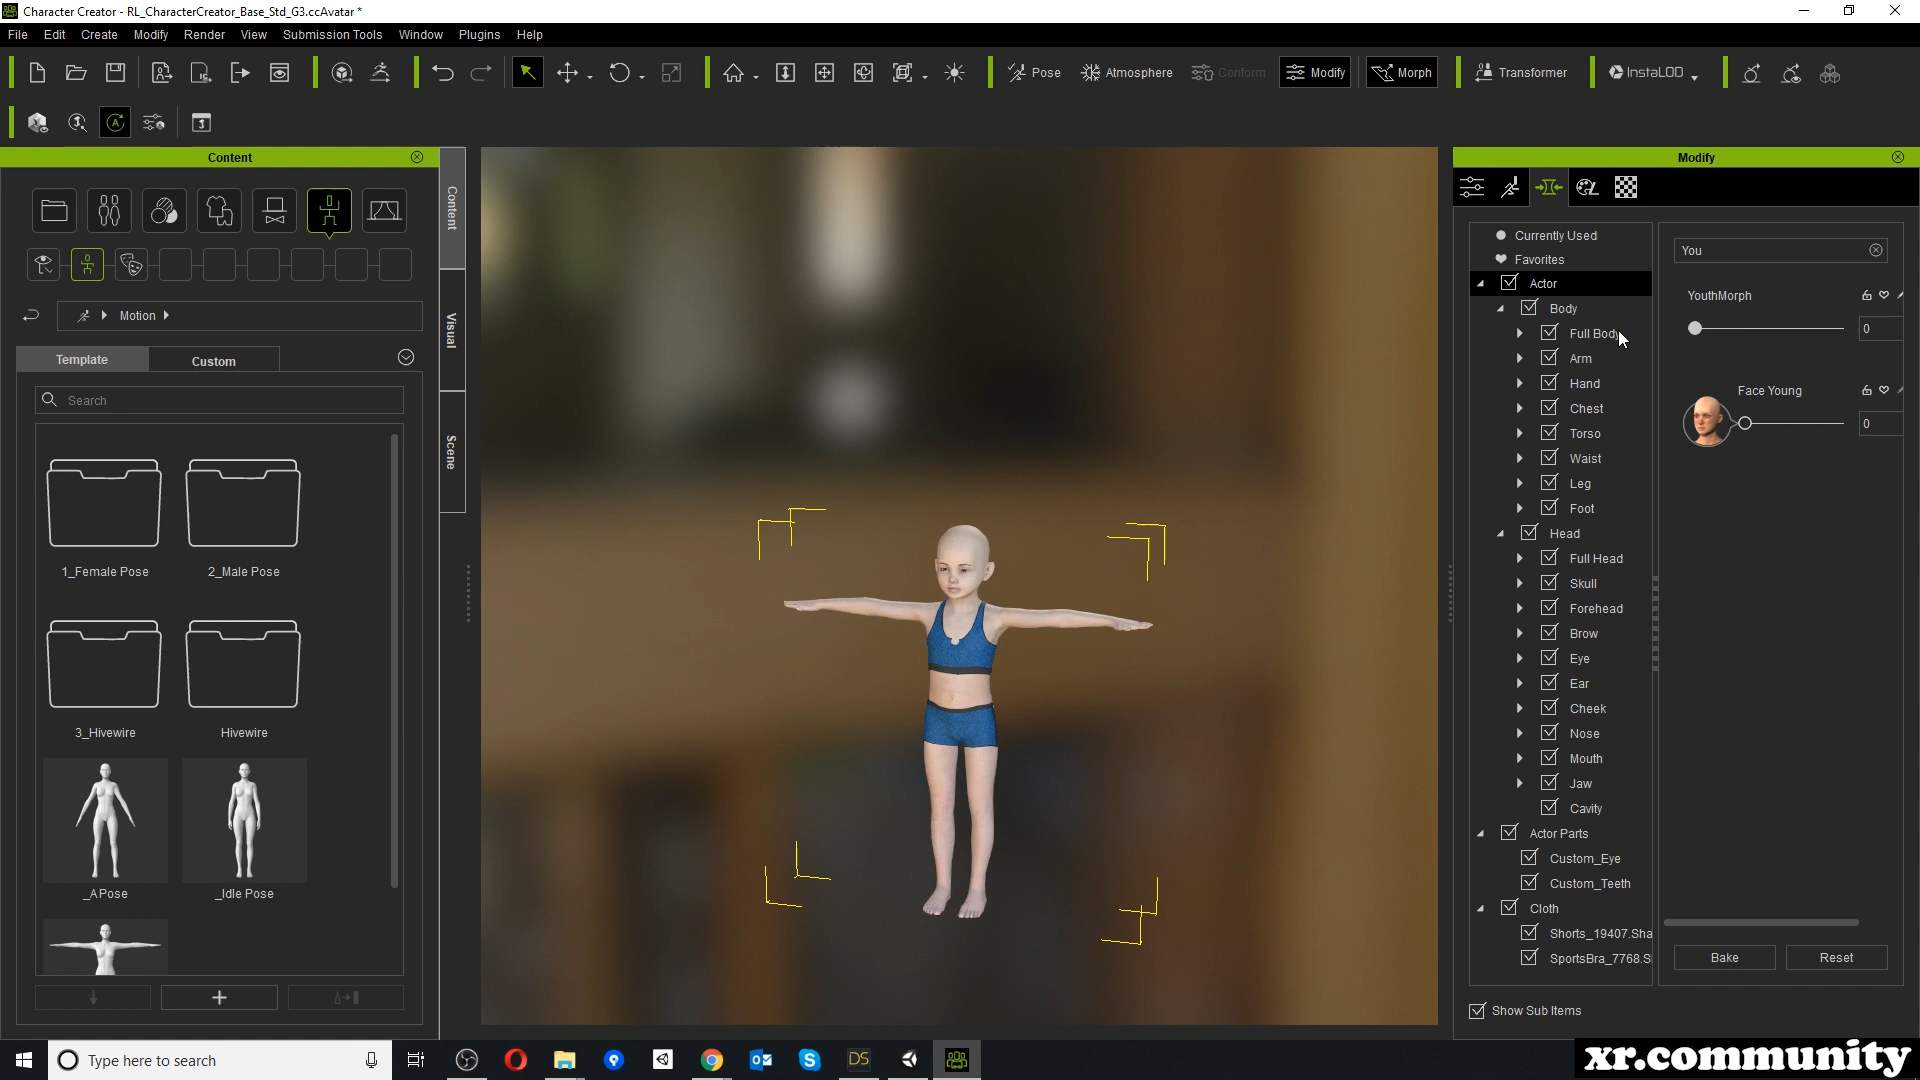 Character Creator - RL_CharacterCreator_Base_Std_G3.ccAvatar *
File Edit Create Modify Render View Submission Tools Window Plugins Help
Pose Atmosphere Conform Modify Morph Transformer InstaLOD
Content
Content
Visual
Scene
Motion
Template Custom
Search
1_Female Pose 2_Male Pose
3_Hivewire Hivewire
_APose _Idle Pose
Modify
Currently Used
Favorites
Actor
Body
Full Body
Arm
Hand
Chest
Torso
Waist
Leg
Foot
Head
Full Head
Skull
Forehead
Brow
Eye
Ear
Cheek
Nose
Mouth
Jaw
Cavity
Actor Parts
Custom_Eye
Custom_Teeth
Cloth
Shorts_19407.Sha
SportsBra_7768.S
Show Sub Items
You
YouthMorph
0
Face Young
0
Bake Reset
Type here to search
DS
xr.community